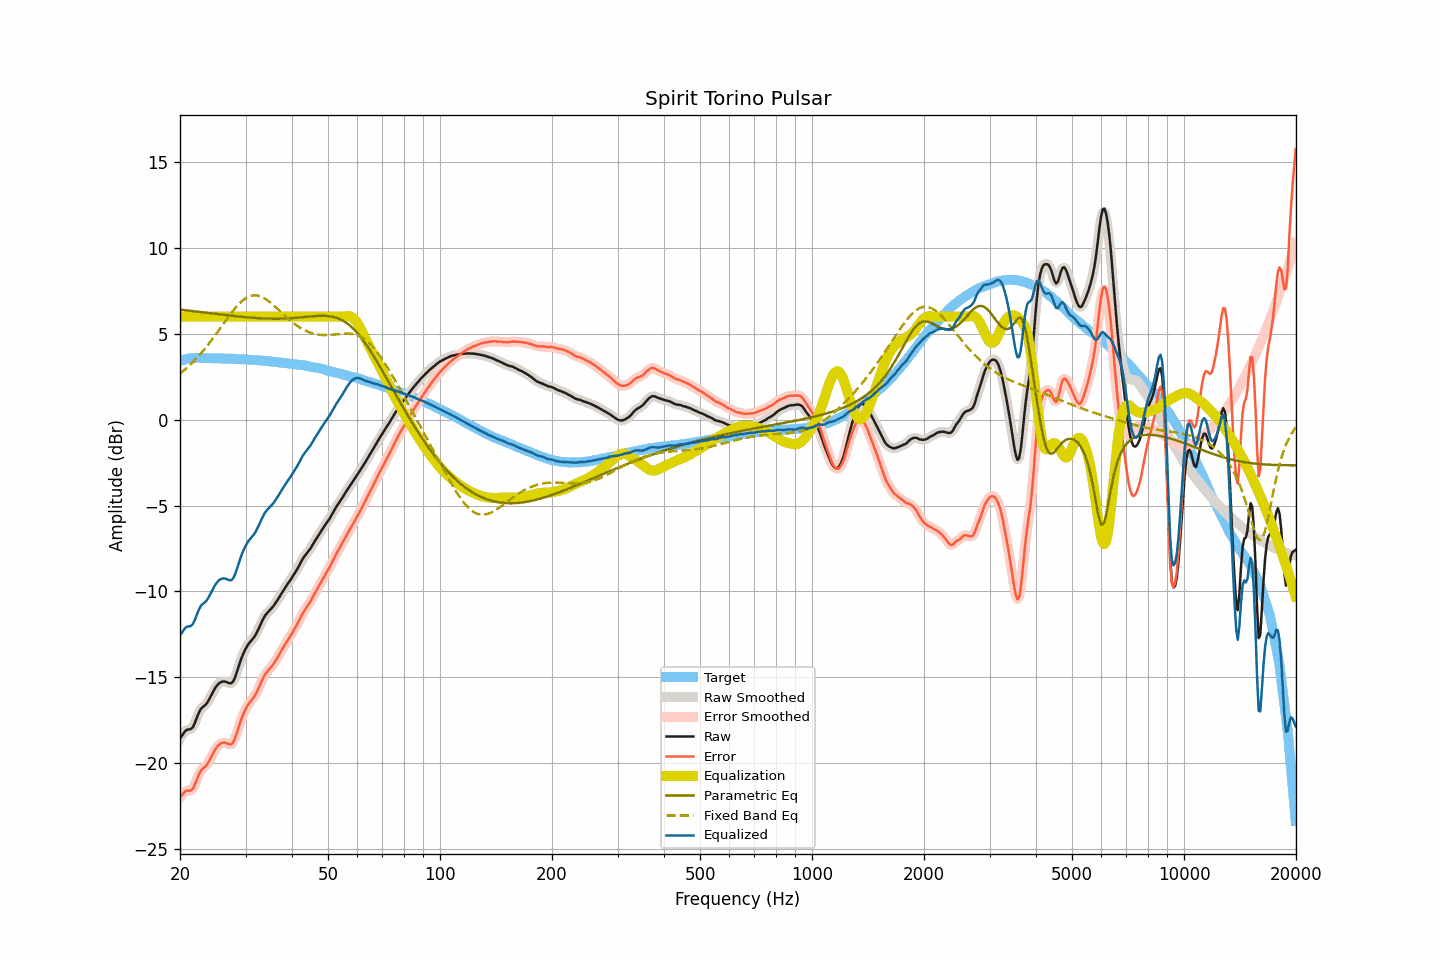 Spirit Torino Pulsar
Amplitude (dBr)
15
10
5
0
−5
−10
−15
−20
−25
Target
Raw Smoothed
Error Smoothed
Raw
Error
Equalization
Parametric Eq
Fixed Band Eq
Equalized
20 50 100 200 500 1000 2000 5000 10000 20000
Frequency (Hz)